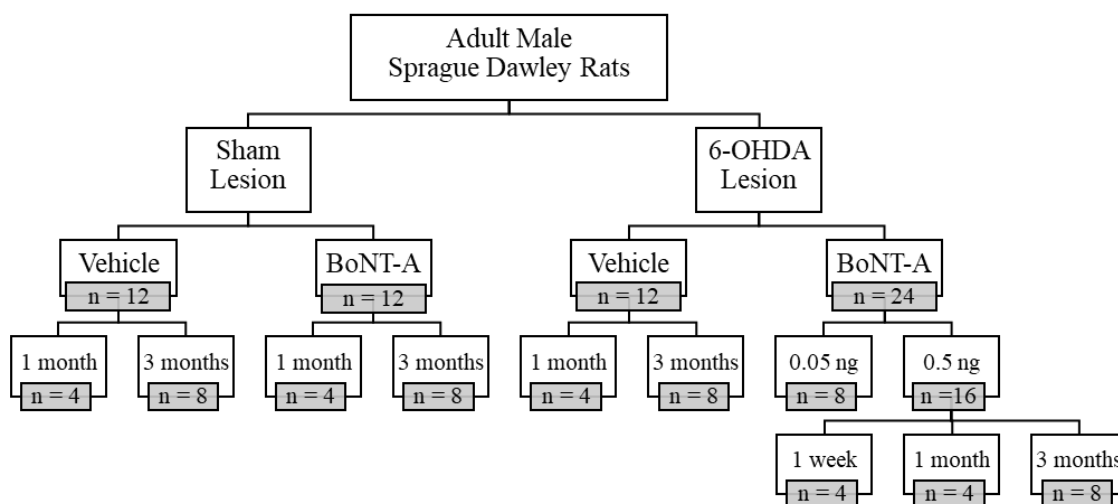 Adult Male
Sprague Dawley Rats
Sham
Lesion
6-OHDA
Lesion
Vehicle
n = 12
BoNT-A
n = 12
Vehicle
n = 12
BoNT-A
n = 24
1 month
n = 4
3 months
n = 8
1 month
n = 4
3 months
n = 8
1 month
n = 4
3 months
n = 8
0.05 ng
n = 8
0.5 ng
n =16
1 week
n = 4
1 month
n = 4
3 months
n = 8